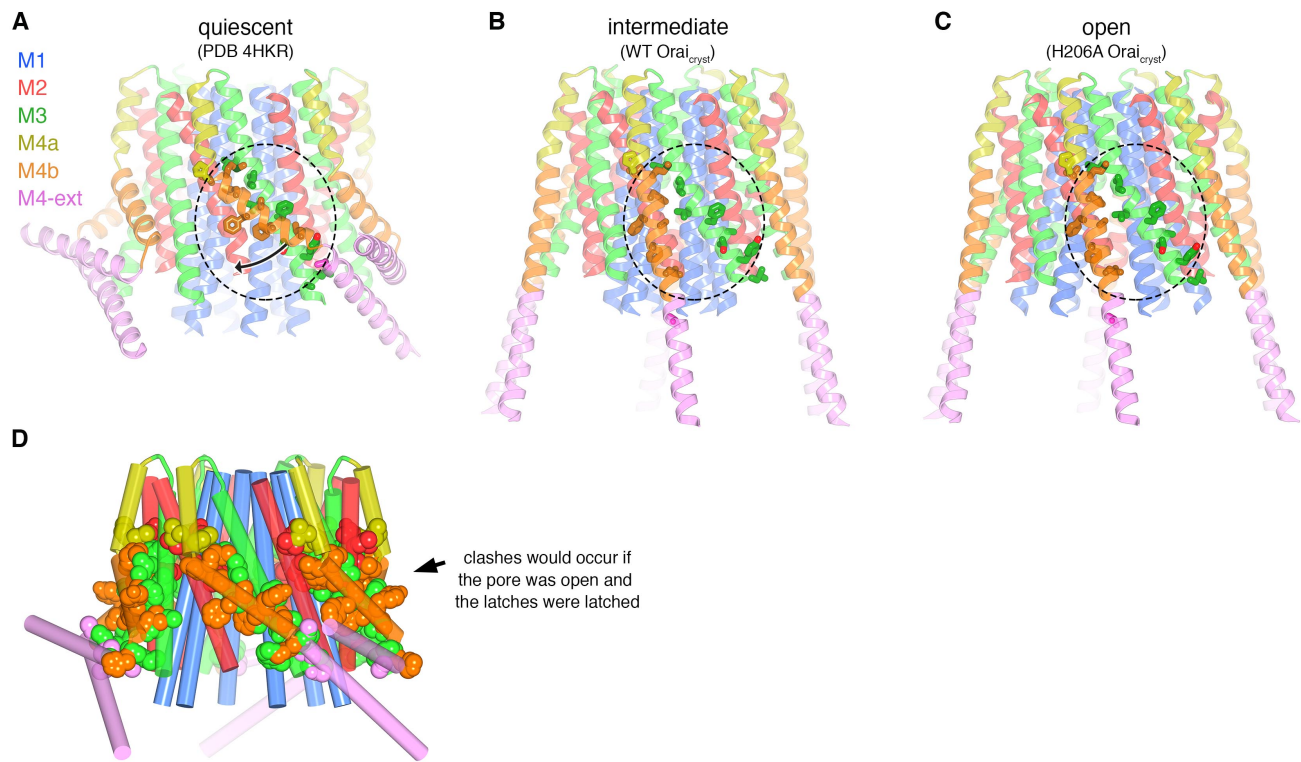 A
quiescent
(PDB 4HKR)
M1
M2
M3
M4a
M4b
M4-ext
B
intermediate
(WT Orai_cryst)
C
open
(H206A Orai_cryst)
D
clashes would occur if
the pore was open and
the latches were latched